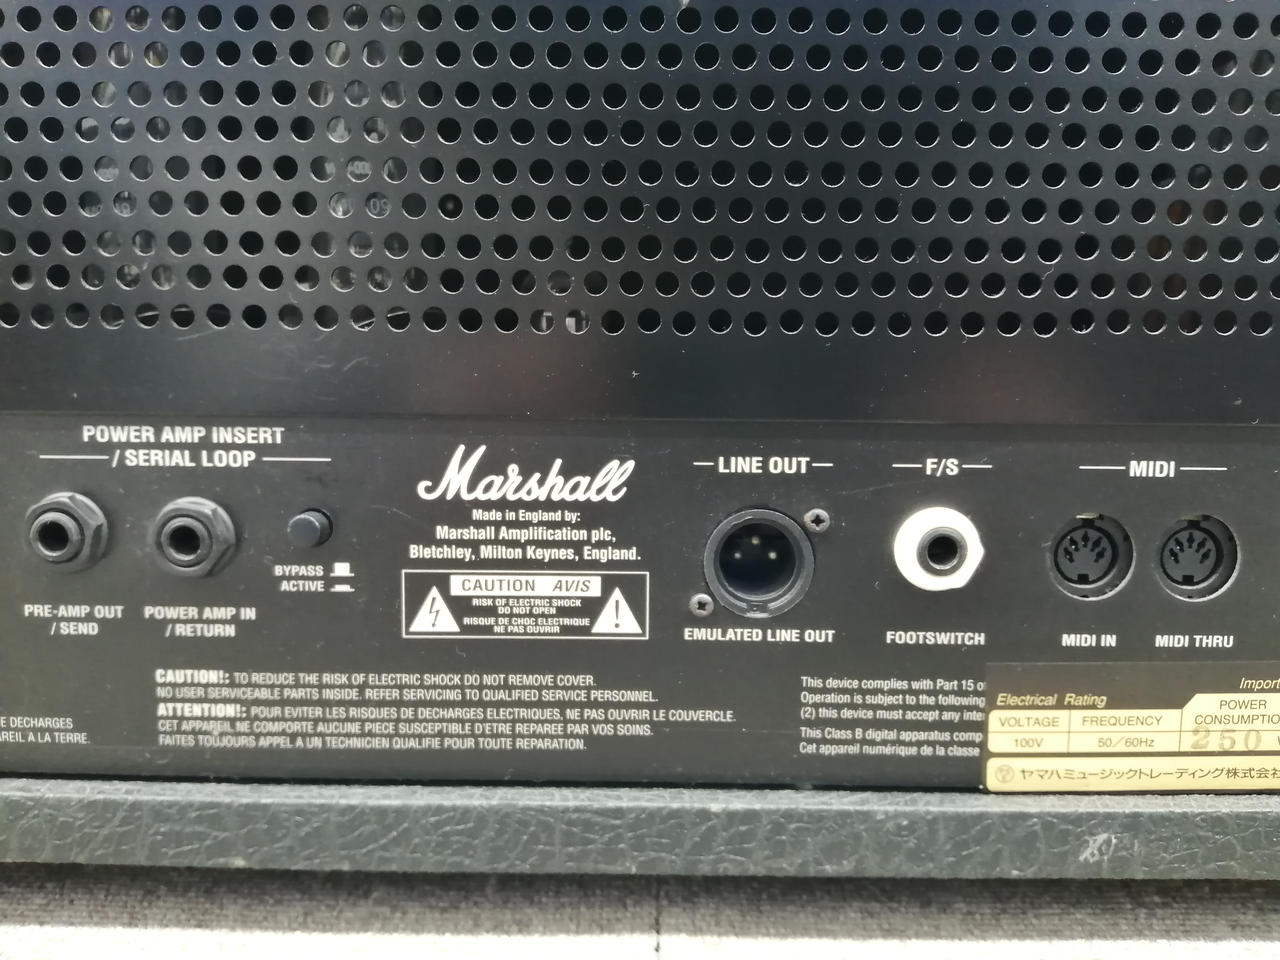 POWER AMP INSERT
/ SERIAL LOOP
PRE-AMP OUT
/ SEND
POWER AMP IN
/ RETURN
BYPASS
ACTIVE
Marshall
Made in England by:
Marshall Amplification plc,
Bletchley, Milton Keynes, England.
CAUTION AVIS
RISK OF ELECTRIC SHOCK
DO NOT OPEN
RISQUE DE CHOC ELECTRIQUE
NE PAS OUVRIR
LINE OUT
EMULATED LINE OUT
F/S
FOOTSWITCH
MIDI
MIDI IN
MIDI THRU
E DECHARGES
AREIL A LA TERRE.
CAUTION!: TO REDUCE THE RISK OF ELECTRIC SHOCK DO NOT REMOVE COVER.
NO USER SERVICEABLE PARTS INSIDE. REFER SERVICING TO QUALIFIED SERVICE PERSONNEL.
ATTENTION!: POUR EVITER LES RISQUES DE DECHARGES ELECTRIQUES, NE PAS OUVRIR LE COUVERCLE.
CET APPAREIL NE COMPORTE AUCUNE PIECE SUSCEPTIBLE D'ETRE REPAREE PAR VOS SOINS.
FAITES TOUJOURS APPEL A UN TECHNICIEN QUALIFIE POUR TOUTE REPARATION.
This device complies with Part 15 o
Operation is subject to the following
(2) this device must accept any inte
This Class B digital apparatus comp
Cet appareil numérique de la classe
Import
Electrical Rating
VOLTAGE FREQUENCY POWER CONSUMPTIO
100V 50/60Hz 250 W
ヤマハミュージックトレーディング株式会社